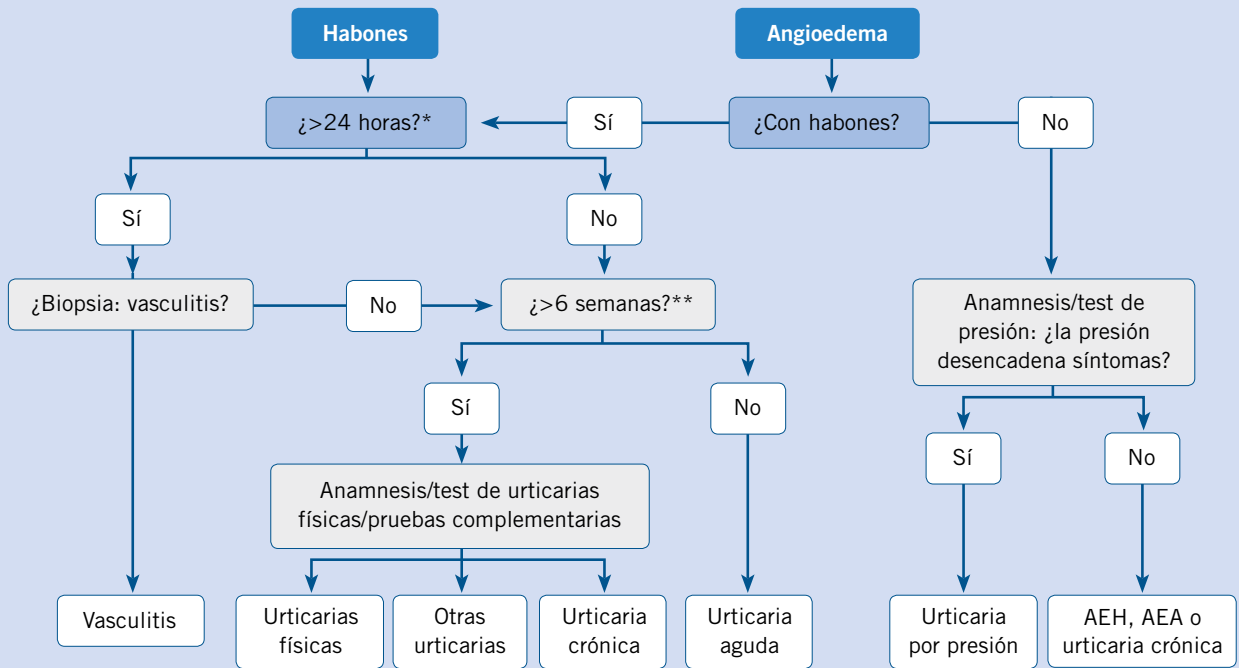 Habones
Angioedema
¿>24 horas?*
Sí
¿Con habones?
No
Sí
No
¿Biopsia: vasculitis?
No
¿>6 semanas?**
Anamnesis/test de
presión: ¿la presión
desencadena síntomas?
Sí
No
Sí
No
Anamnesis/test de urticarias
físicas/pruebas complementarias
Vasculitis
Urticarias
físicas
Otras
urticarias
Urticaria
crónica
Urticaria
aguda
Urticaria
por presión
AEH, AEA o
urticaria crónica